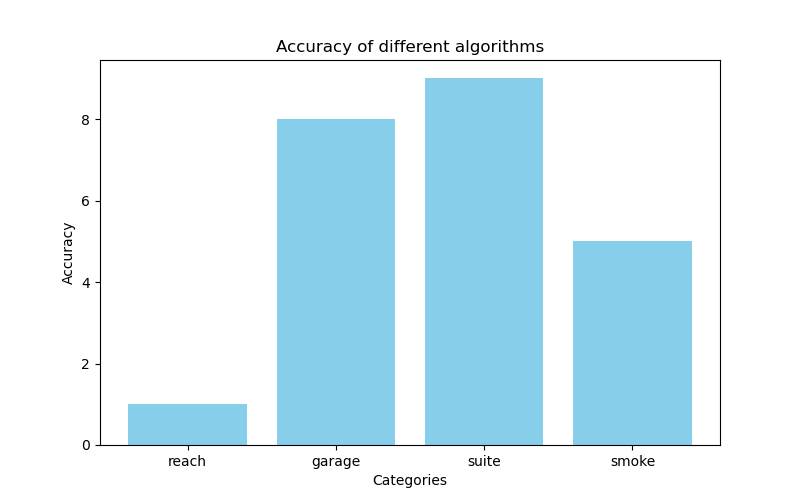 Accuracy of different algorithms
Accuracy
8
6
4
2
0
reach garage suite smoke
Categories